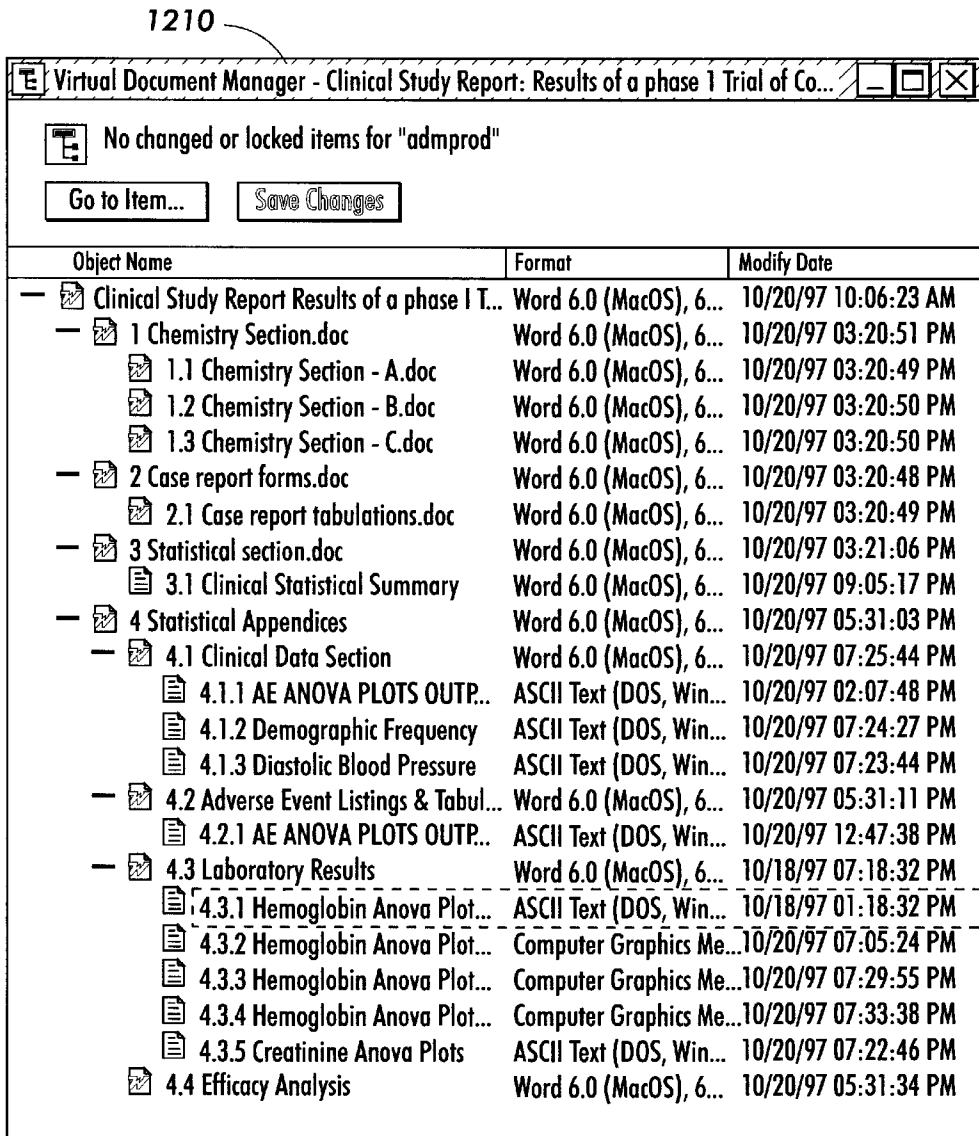 1210
Virtual Document Manager - Clinical Study Report: Results of a phase 1 Trial of Co...
No changed or locked items for "admprod"
Go to Item... Save Changes
Object Name Format Modify Date
Clinical Study Report Results of a phase I T... Word 6.0 (MacOS), 6... 10/20/97 10:06:23 AM
1 Chemistry Section.doc Word 6.0 (MacOS), 6... 10/20/97 03:20:51 PM
1.1 Chemistry Section - A.doc Word 6.0 (MacOS), 6... 10/20/97 03:20:49 PM
1.2 Chemistry Section - B.doc Word 6.0 (MacOS), 6... 10/20/97 03:20:50 PM
1.3 Chemistry Section - C.doc Word 6.0 (MacOS), 6... 10/20/97 03:20:50 PM
2 Case report forms.doc Word 6.0 (MacOS), 6... 10/20/97 03:20:48 PM
2.1 Case report tabulations.doc Word 6.0 (MacOS), 6... 10/20/97 03:20:49 PM
3 Statistical section.doc Word 6.0 (MacOS), 6... 10/20/97 03:21:06 PM
3.1 Clinical Statistical Summary Word 6.0 (MacOS), 6... 10/20/97 09:05:17 PM
4 Statistical Appendices Word 6.0 (MacOS), 6... 10/20/97 05:31:03 PM
4.1 Clinical Data Section Word 6.0 (MacOS), 6... 10/20/97 07:25:44 PM
4.1.1 AE ANOVA PLOTS OUTP... ASCII Text (DOS, Win... 10/20/97 02:07:48 PM
4.1.2 Demographic Frequency ASCII Text (DOS, Win... 10/20/97 07:24:27 PM
4.1.3 Diastolic Blood Pressure ASCII Text (DOS, Win... 10/20/97 07:23:44 PM
4.2 Adverse Event Listings & Tabul... Word 6.0 (MacOS), 6... 10/20/97 05:31:11 PM
4.2.1 AE ANOVA PLOTS OUTP... ASCII Text (DOS, Win... 10/20/97 12:47:38 PM
4.3 Laboratory Results Word 6.0 (MacOS), 6... 10/18/97 07:18:32 PM
4.3.1 Hemoglobin Anova Plot... ASCII Text (DOS, Win... 10/18/97 01:18:32 PM
4.3.2 Hemoglobin Anova Plot... Computer Graphics Me... 10/20/97 07:05:24 PM
4.3.3 Hemoglobin Anova Plot... Computer Graphics Me... 10/20/97 07:29:55 PM
4.3.4 Hemoglobin Anova Plot... Computer Graphics Me... 10/20/97 07:33:38 PM
4.3.5 Creatinine Anova Plots ASCII Text (DOS, Win... 10/20/97 07:22:46 PM
4.4 Efficacy Analysis Word 6.0 (MacOS), 6... 10/20/97 05:31:34 PM